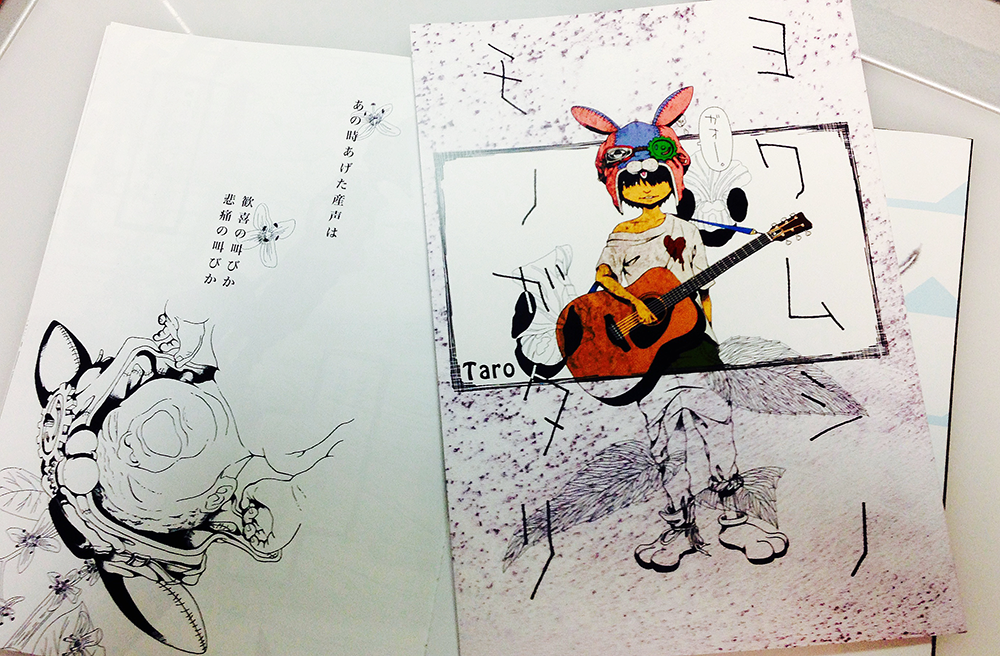 あの時あげた産声は
歓喜の叫びか
悲痛の叫びか
ヨワムシノ
モノガタリ
ガオー。
Taro